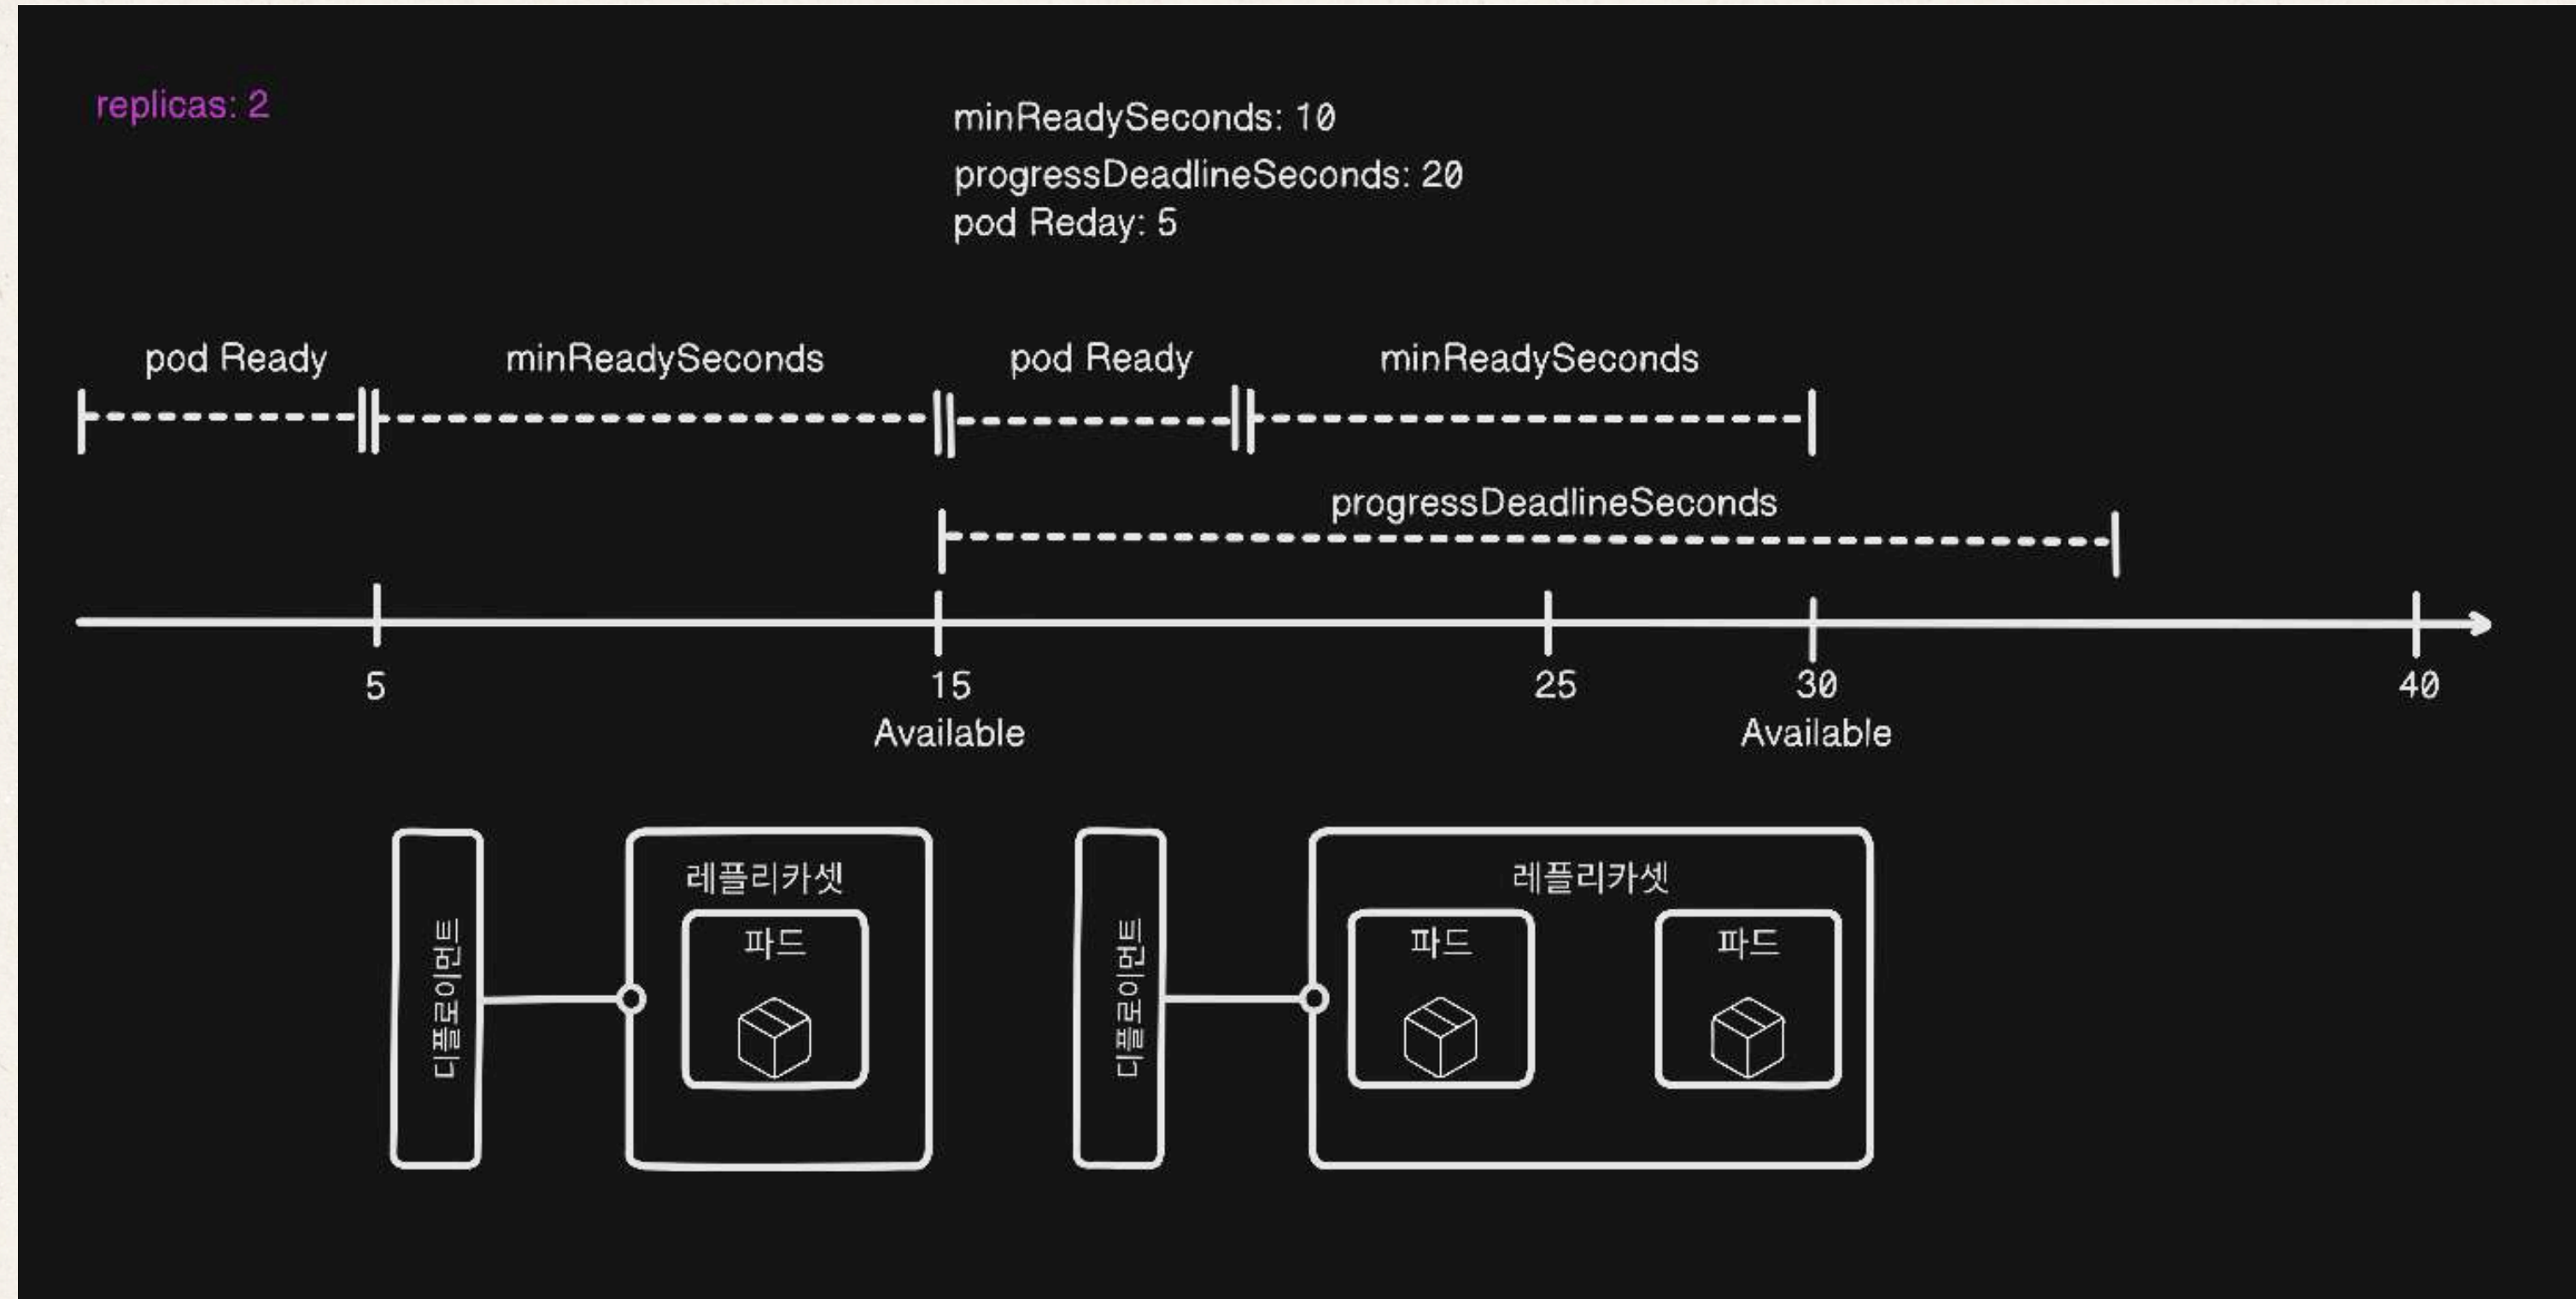 replicas: 2
minReadySeconds: 10
progressDeadlineSeconds: 20
pod Reday: 5
pod Ready
minReadySeconds
pod Ready
minReadySeconds
progressDeadlineSeconds
5
15
25
30
40
Available
Available
디플로이먼트
레플리카셋
파드
디플로이먼트
레플리카셋
파드
파드